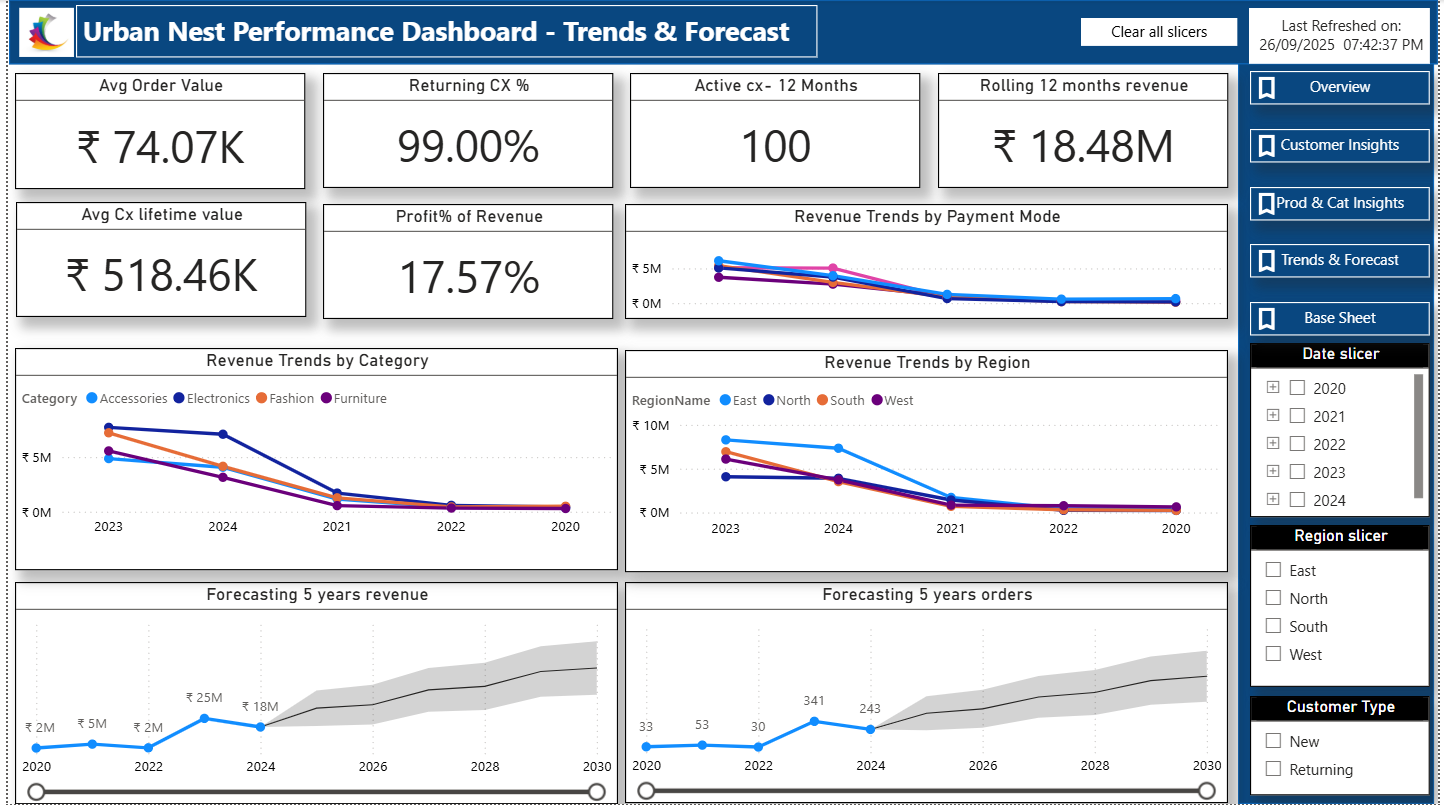 Urban Nest Performance Dashboard - Trends & Forecast
Clear all slicers
Last Refreshed on:
26/09/2025 07:42:37 PM
Avg Order Value
₹ 74.07K
Returning CX %
99.00%
Active cx- 12 Months
100
Rolling 12 months revenue
₹ 18.48M
Avg Cx lifetime value
₹ 518.46K
Profit% of Revenue
17.57%
Revenue Trends by Payment Mode
₹ 5M
₹ 0M
Revenue Trends by Category
Category Accessories Electronics Fashion Furniture
₹ 5M
₹ 0M
2023 2024 2021 2022 2020
Revenue Trends by Region
RegionName East North South West
₹ 10M
₹ 5M
₹ 0M
2023 2024 2021 2022 2020
Forecasting 5 years revenue
₹ 2M ₹ 5M ₹ 2M ₹ 25M ₹ 18M
2020 2022 2024 2026 2028 2030
Forecasting 5 years orders
33 53 30 341 243
2020 2022 2024 2026 2028 2030
Overview
Customer Insights
Prod & Cat Insights
Trends & Forecast
Base Sheet
Date slicer
2020
2021
2022
2023
2024
Region slicer
East
North
South
West
Customer Type
New
Returning